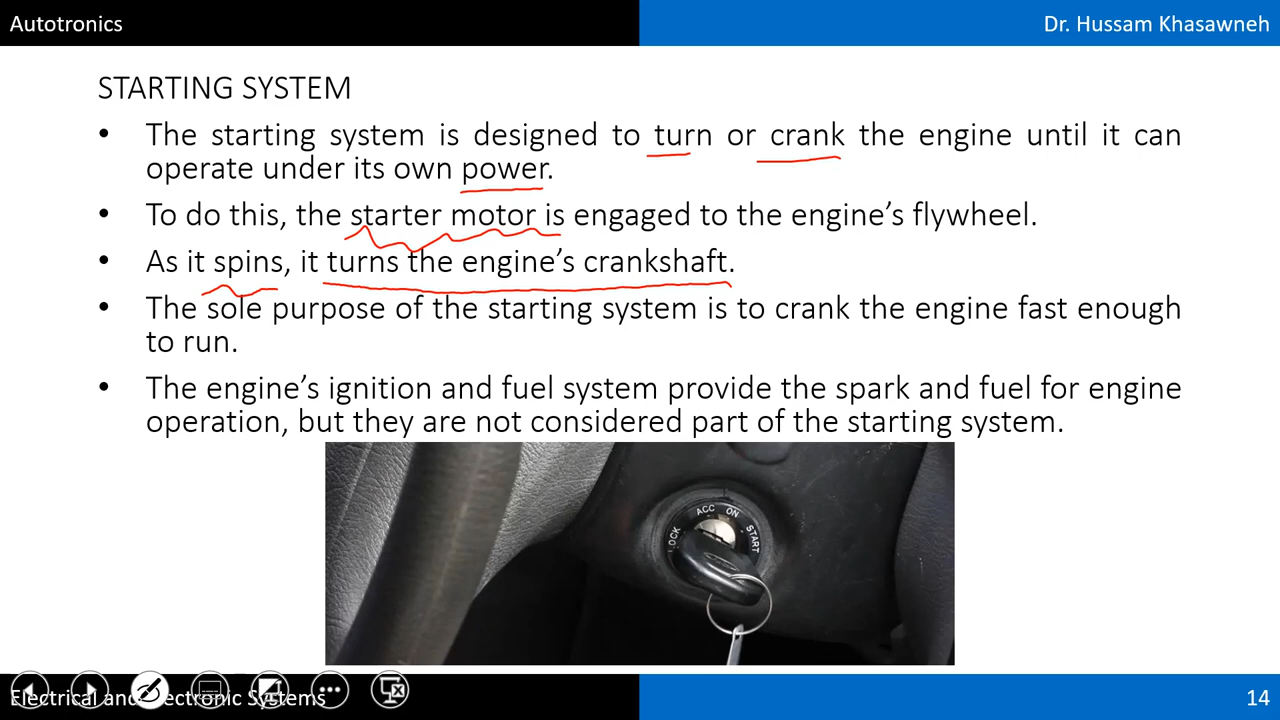 Autotronics
Dr. Hussam Khasawneh
STARTING SYSTEM
• The starting system is designed to turn or crank the engine until it can
operate under its own power.
• To do this, the starter motor is engaged to the engine’s flywheel.
• As it spins, it turns the engine’s crankshaft.
• The sole purpose of the starting system is to crank the engine fast enough
to run.
• The engine’s ignition and fuel system provide the spark and fuel for engine
operation, but they are not considered part of the starting system.
LOCK ACC ON START
Electrical and Electronic Systems
14